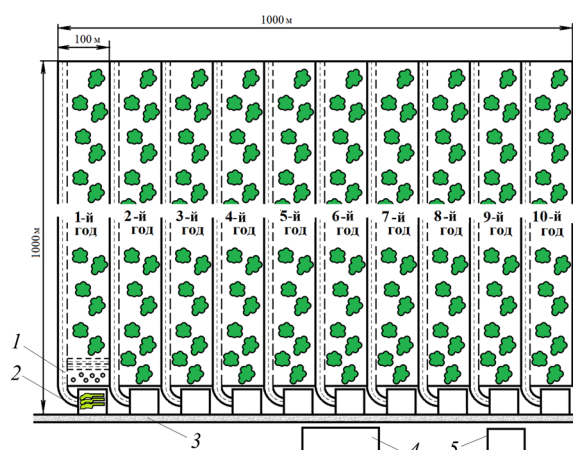 1000 м
100 м
1000 м
1-й год
2-й год
3-й год
4-й год
5-й год
6-й год
7-й год
8-й год
9-й год
10-й год
1
2
3
4
5